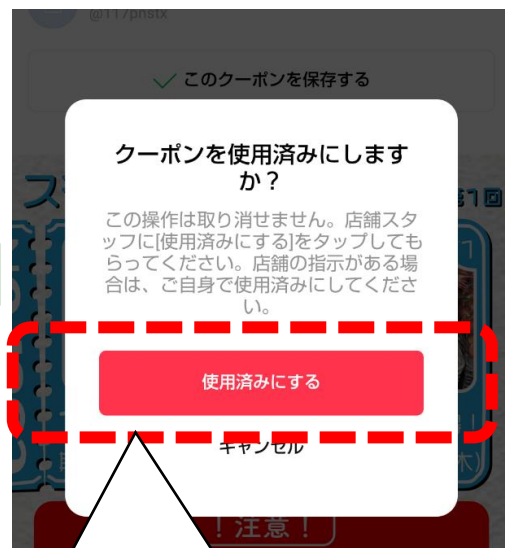 @117pnstx
このクーポンを保存する
クーポンを使用済みにします
か？
この操作は取り消せません。店舗スタ
ッフに[使用済みにする]をタップしても
らってください。店舗の指示がある場
合は、ご自身で使用済みにしてくださ
い。
使用済みにする
キャンセル
！注意！